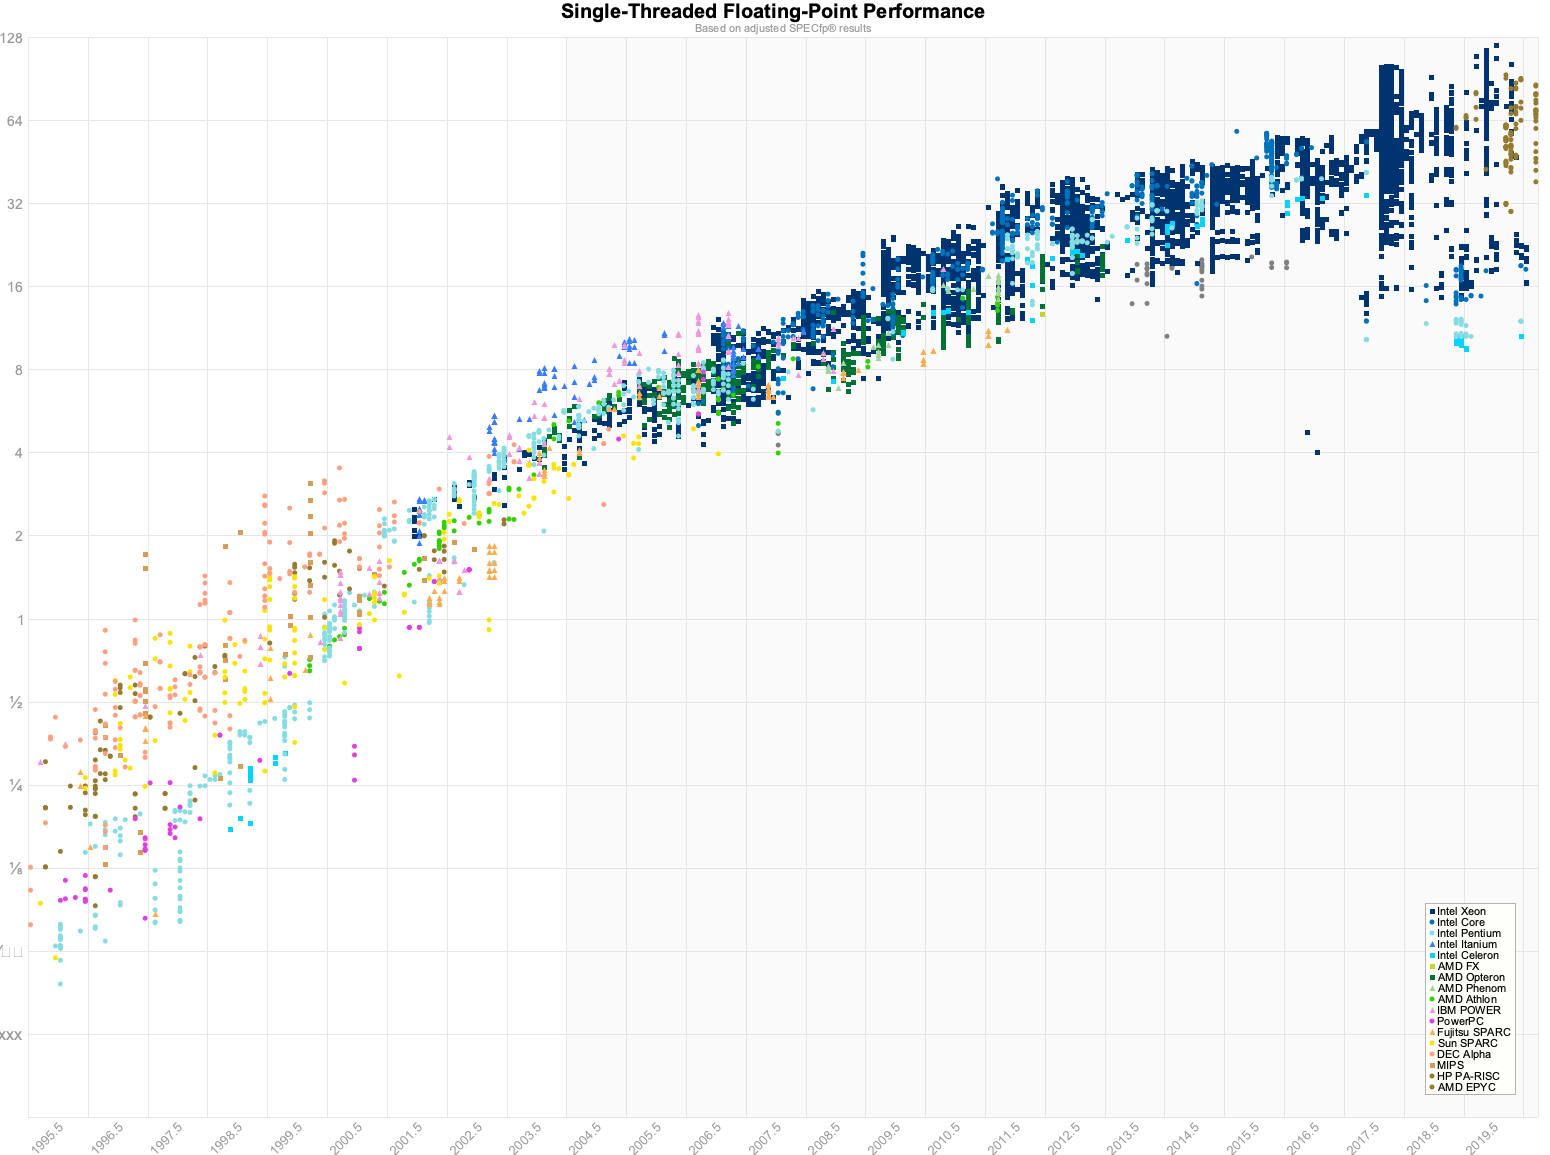 Single-Threaded Floating-Point Performance
Based on adjusted SPECfp® results
128
64
32
16
8
4
2
1
½
¼
⅛
xxx
1995.5
1996.5
1997.5
1998.5
1999.5
2000.5
2001.5
2002.5
2003.5
2004.5
2005.5
2006.5
2007.5
2008.5
2009.5
2010.5
2011.5
2012.5
2013.5
2014.5
2015.5
2016.5
2017.5
2018.5
2019.5
Intel Xeon
Intel Core
Intel Pentium
Intel Itanium
Intel Celeron
AMD FX
AMD Opteron
AMD Phenom
AMD Athlon
IBM POWER
PowerPC
Fujitsu SPARC
Sun SPARC
DEC Alpha
MIPS
HP PA-RISC
AMD EPYC